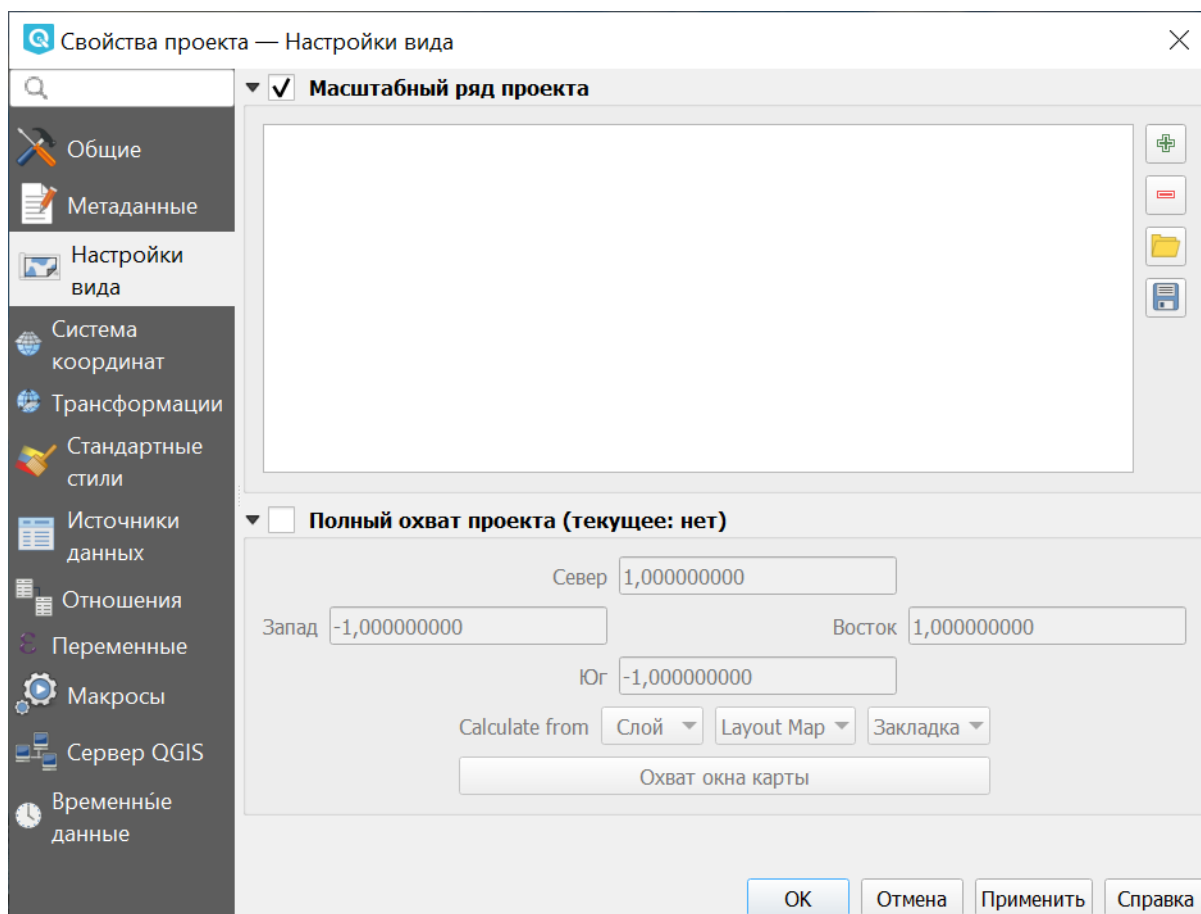 Свойства проекта — Настройки вида
Масштабный ряд проекта
Общие
Метаданные
Настройки
вида
Система
координат
Трансформации
Стандартные
стили
Источники
данных
Отношения
Переменные
Макросы
Сервер QGIS
Временны́е
данные
Полный охват проекта (текущее: нет)
Север 1,000000000
Запад -1,000000000 Восток 1,000000000
Юг -1,000000000
Calculate from Слой Layout Map Закладка
Охват окна карты
OK Отмена Применить Справка